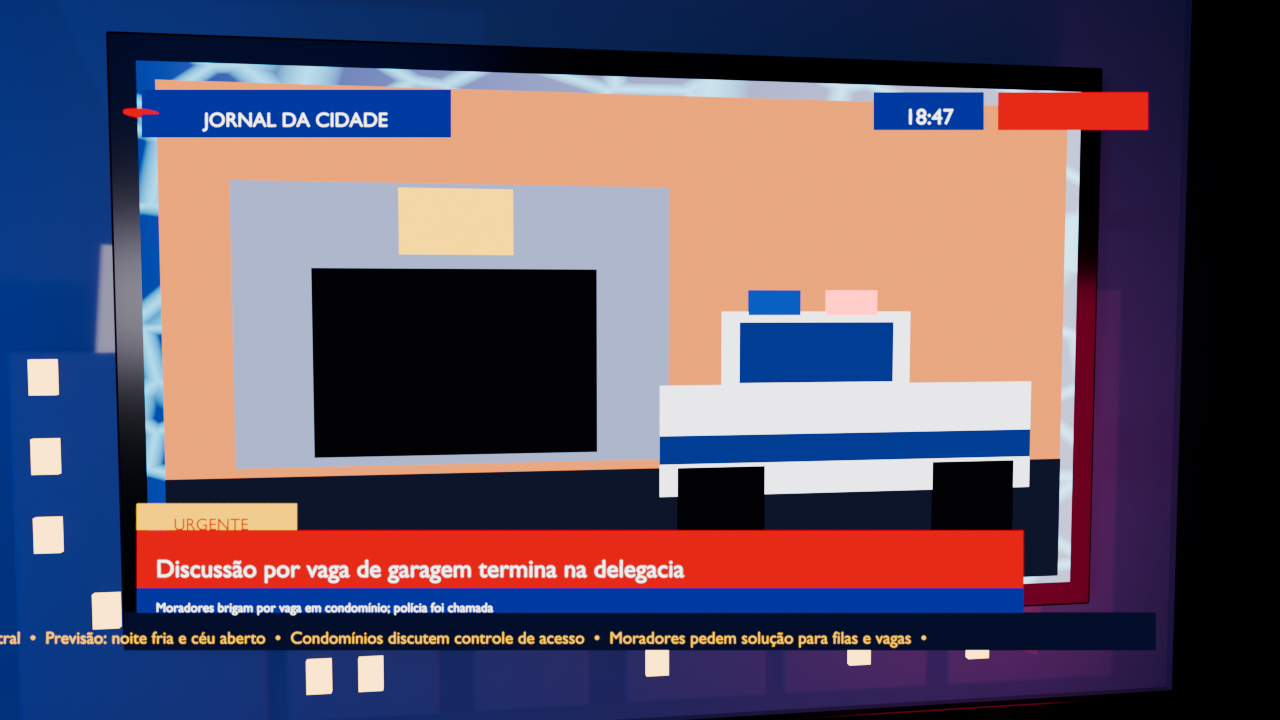 JORNAL DA CIDADE
18:47
URGENTE
Discussão por vaga de garagem termina na delegacia
Moradores brigam por vaga em condomínio; polícia foi chamada
• Previsão: noite fria e céu aberto • Condomínios discutem controle de acesso • Moradores pedem solução para filas e vagas •